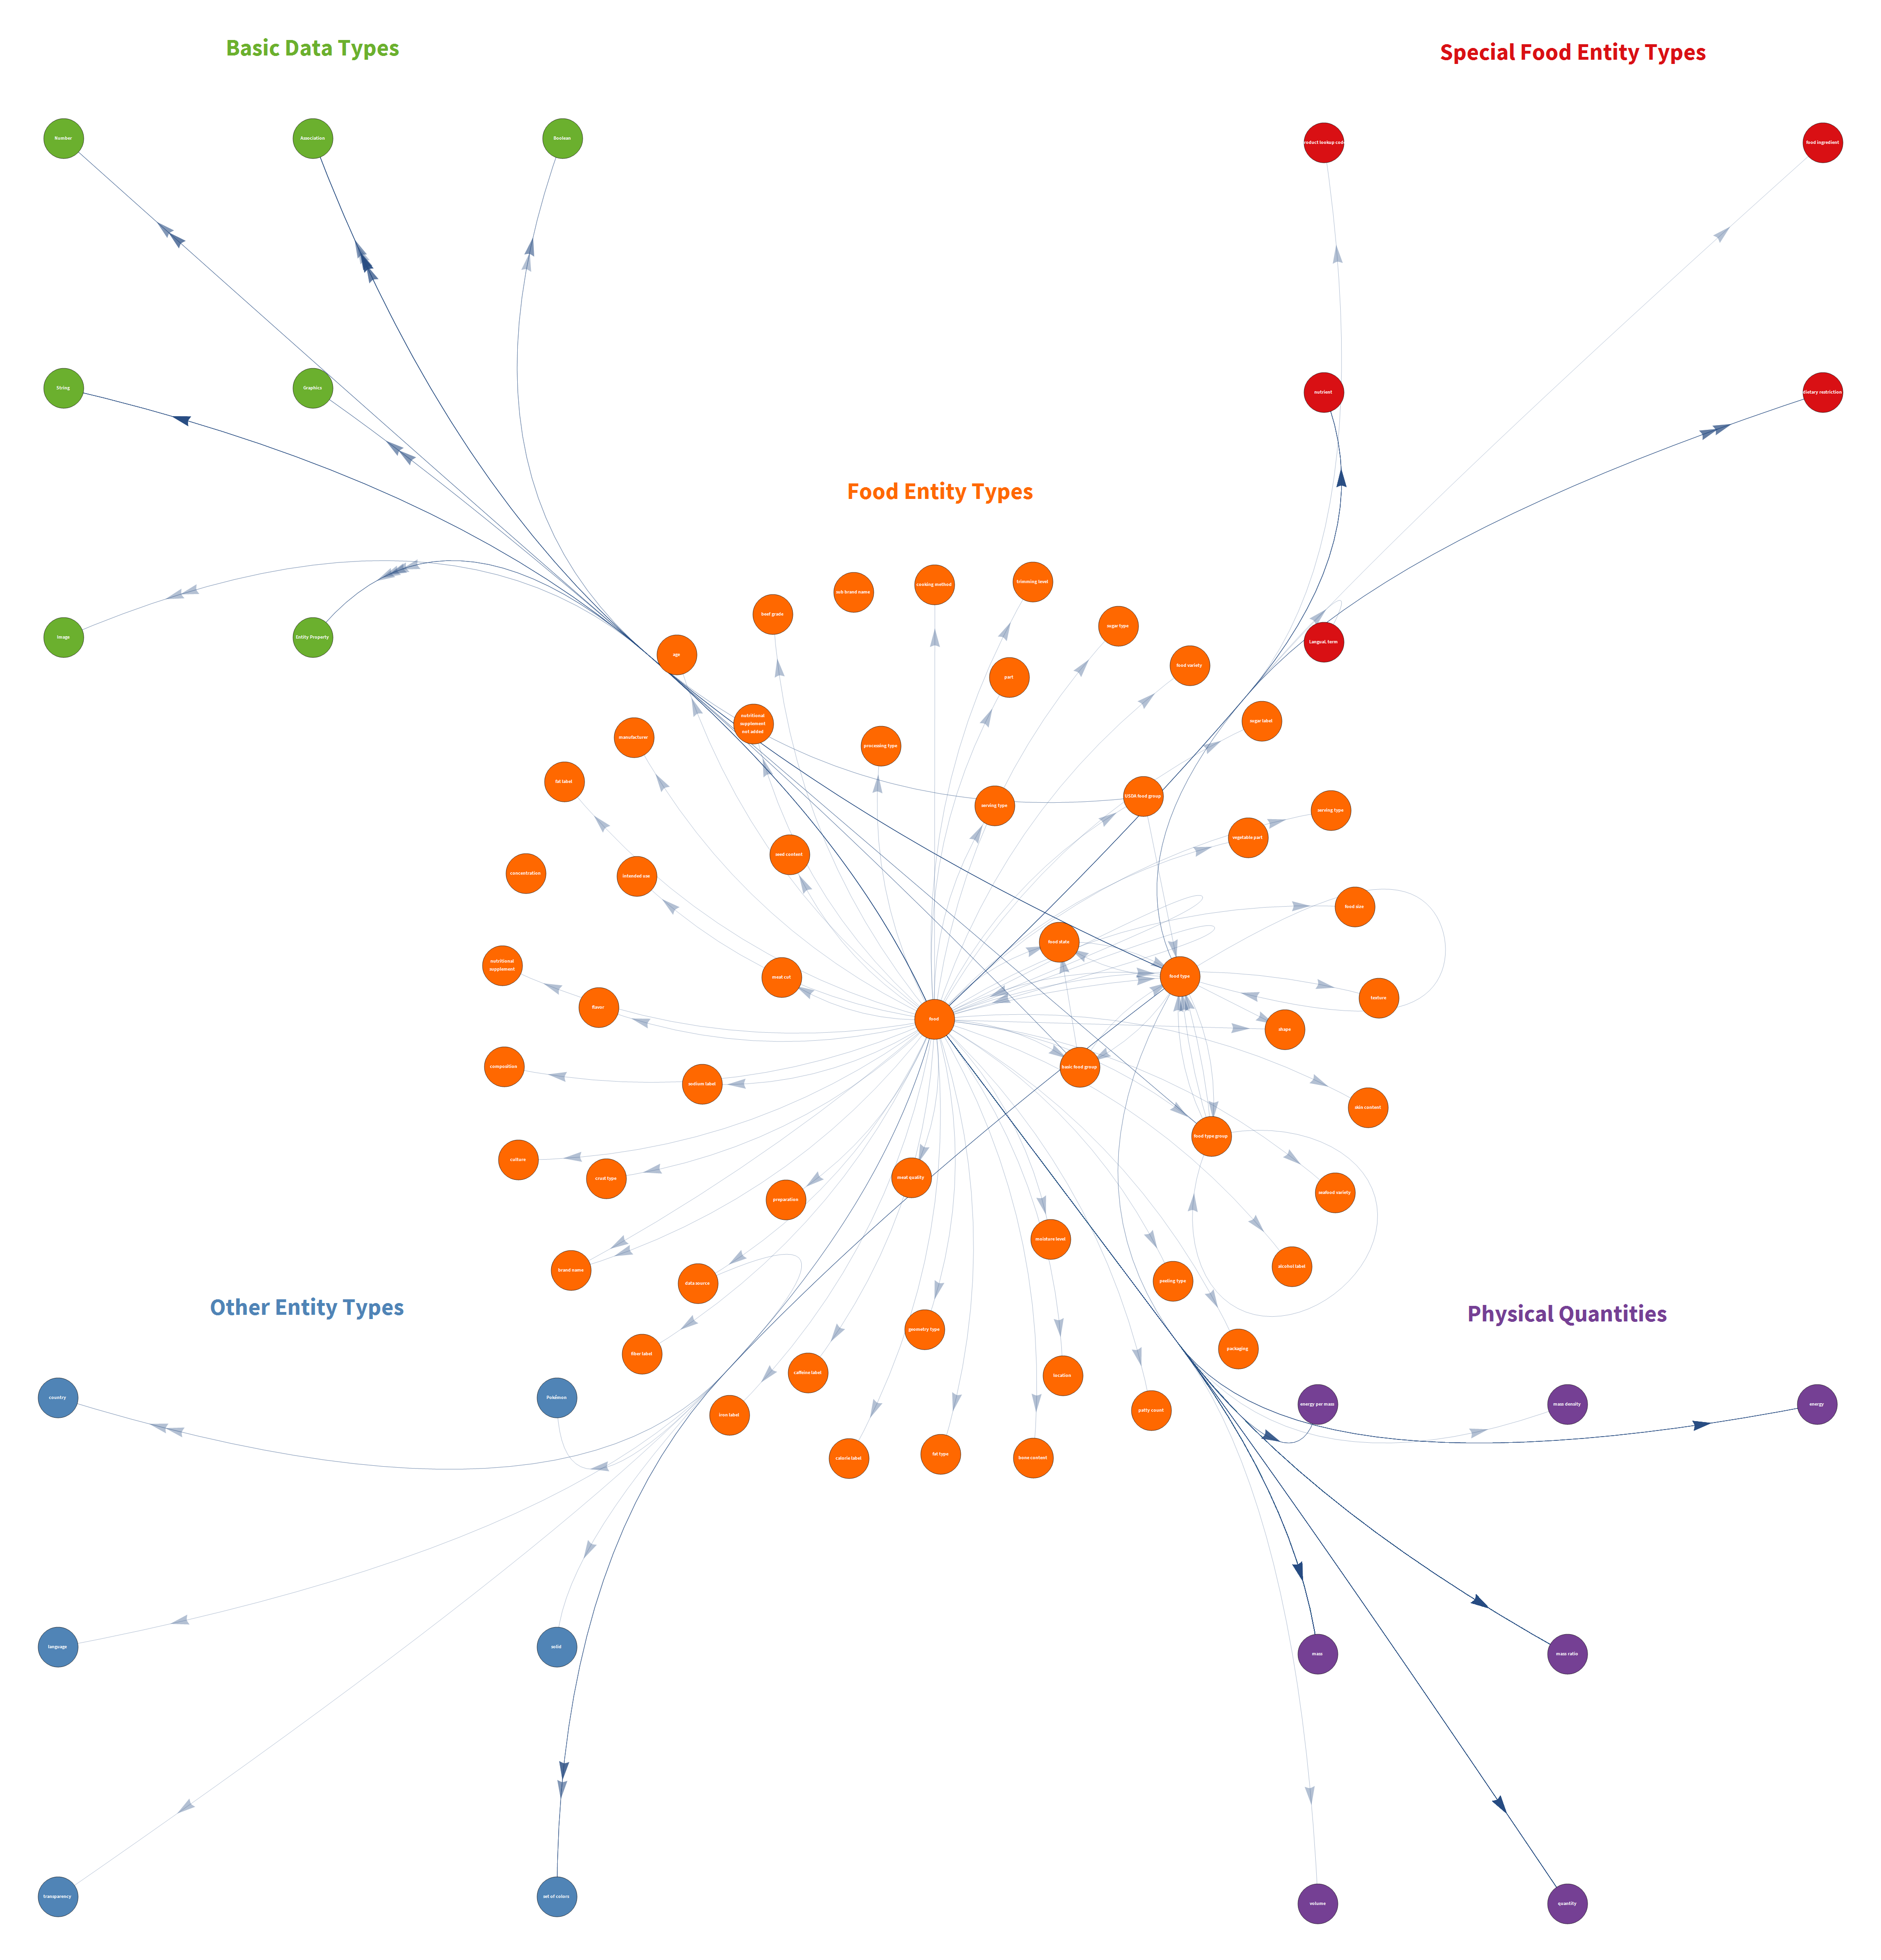 Basic Data Types
Special Food Entity Types
Number
Association
Boolean
roduct lookup cod
food ingredient
String
Graphics
nutrient
dietary restriction
Food Entity Types
Image
Entity Property
Langual term
sub brand name
cooking method
trimming level
beef grade
sugar type
age
part
food variety
nutritional
supplement
not added
sugar label
manufacturer
processing type
fat label
serving type
USDA food group
serving type
vegetable part
seed content
concentration
intended use
food size
food state
nutritional
supplement
meat cut
food type
texture
flavor
food
shape
composition
sodium label
basic food group
skin content
food type group
culture
crust type
meat quality
preparation
seafood variety
moisture level
brand name
data source
peeling type
alcohol label
Other Entity Types
Physical Quantities
fiber label
geometry type
packaging
caffeine label
location
country
Pokémon
iron label
patty count
energy per mass
mass density
energy
calorie label
fat type
bone content
language
solid
mass
mass ratio
transparency
set of colours
volume
quantity